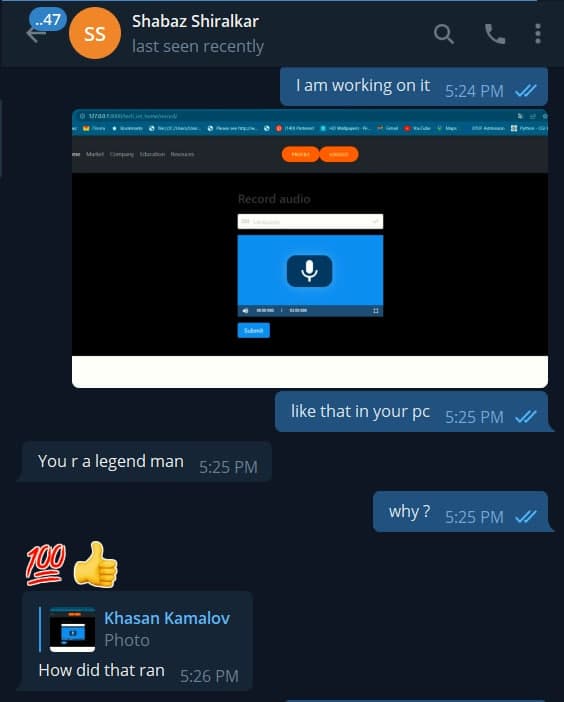 ..47
SS
Shabaz Shiralkar
last seen recently
I am working on it 5:24 PM
Market Company Education Resources
Record audio
Submit
like that in your pc 5:25 PM
You r a legend man 5:25 PM
why ? 5:25 PM
100
Khasan Kamalov
Photo
How did that ran 5:26 PM